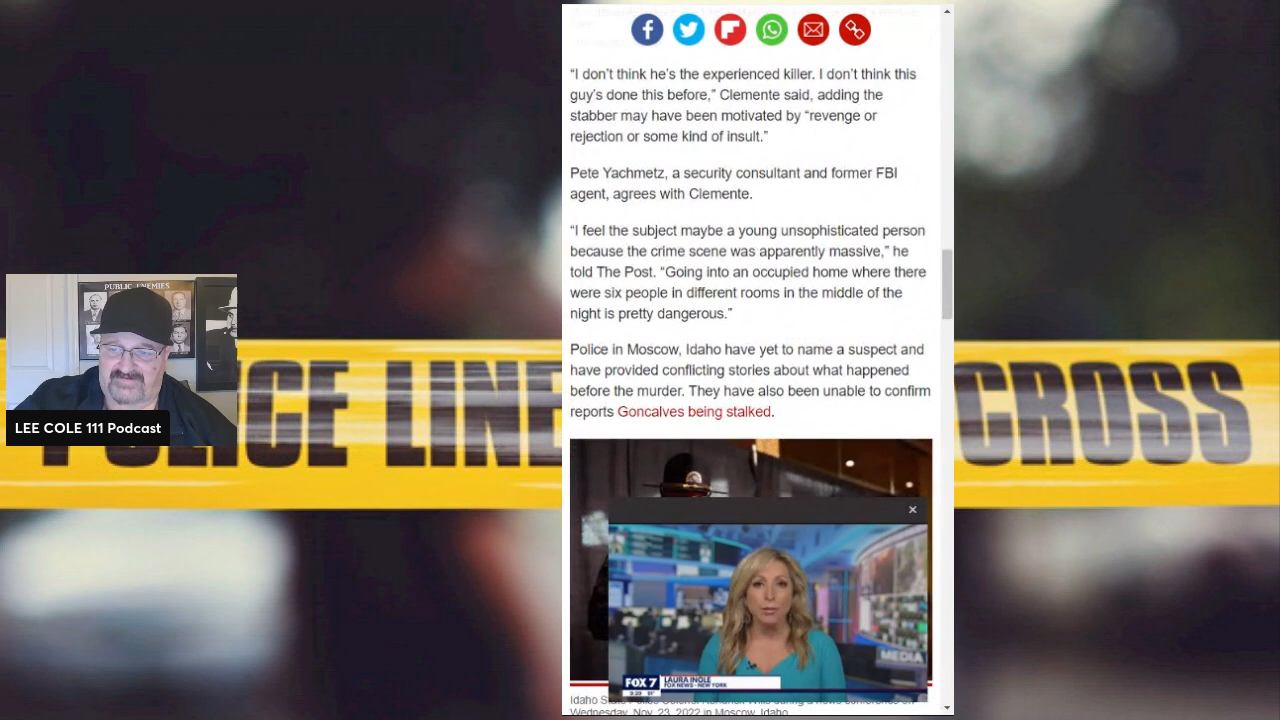 “I don’t think he’s the experienced killer. I don’t think this
guy’s done this before,” Clemente said, adding the
stabber may have been motivated by “revenge or
rejection or some kind of insult.”
Pete Yachmetz, a security consultant and former FBI
agent, agrees with Clemente.
“I feel the subject maybe a young unsophisticated person
because the crime scene was apparently massive,” he
told The Post. “Going into an occupied home where there
were six people in different rooms in the middle of the
night is pretty dangerous.”
Police in Moscow, Idaho have yet to name a suspect and
have provided conflicting stories about what happened
before the murder. They have also been unable to confirm
reports Goncalves being stalked.
PUBLIC ENEMIES
LEE COLE 111 Podcast
POLICE LINE
CROSS
MEDIA
FOX 7
LAURA INGLE
FOX NEWS - NEW YORK
Idaho
Wednesday, Nov. 23, 2022 in Moscow, Idaho